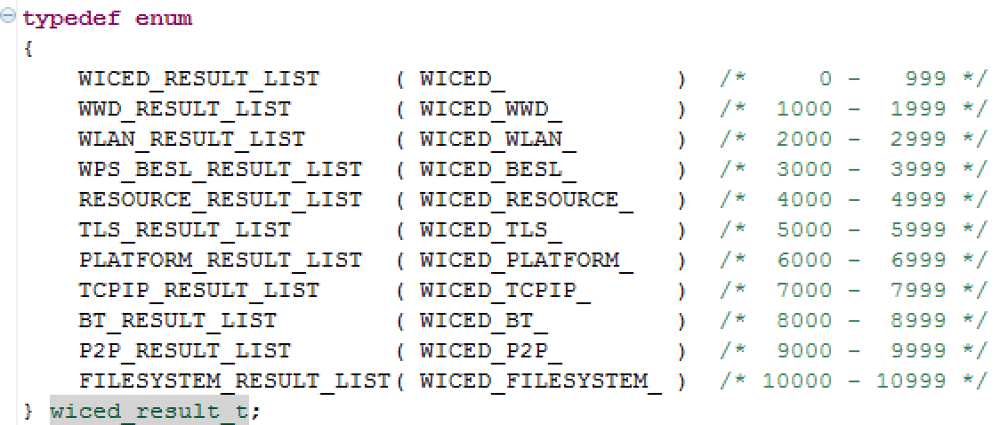 typedef enum
{
    WICED_RESULT_LIST     ( WICED_            )  /*     0 -   999 */
    WWD_RESULT_LIST       ( WICED_WWD_        )  /*  1000 -  1999 */
    WLAN_RESULT_LIST      ( WICED_WLAN_       )  /*  2000 -  2999 */
    WPS_BESL_RESULT_LIST  ( WICED_BESL_       )  /*  3000 -  3999 */
    RESOURCE_RESULT_LIST  ( WICED_RESOURCE_   )  /*  4000 -  4999 */
    TLS_RESULT_LIST       ( WICED_TLS_        )  /*  5000 -  5999 */
    PLATFORM_RESULT_LIST  ( WICED_PLATFORM_   )  /*  6000 -  6999 */
    TCPIP_RESULT_LIST     ( WICED_TCPIP_      )  /*  7000 -  7999 */
    BT_RESULT_LIST        ( WICED_BT_         )  /*  8000 -  8999 */
    P2P_RESULT_LIST       ( WICED_P2P_        )  /*  9000 -  9999 */
    FILESYSTEM_RESULT_LIST( WICED_FILESYSTEM_ )  /* 10000 - 10999 */
} wiced_result_t;